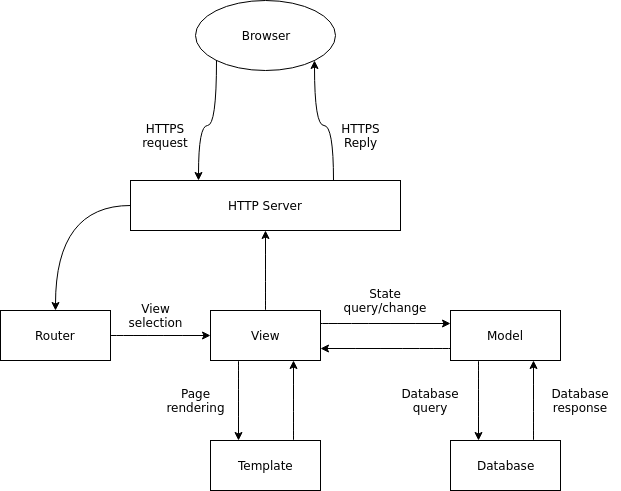 Browser
HTTPS
request
HTTPS
Reply
HTTP Server
View
selection
State
query/change
Router
View
Model
Page
rendering
Database
query
Database
response
Template
Database